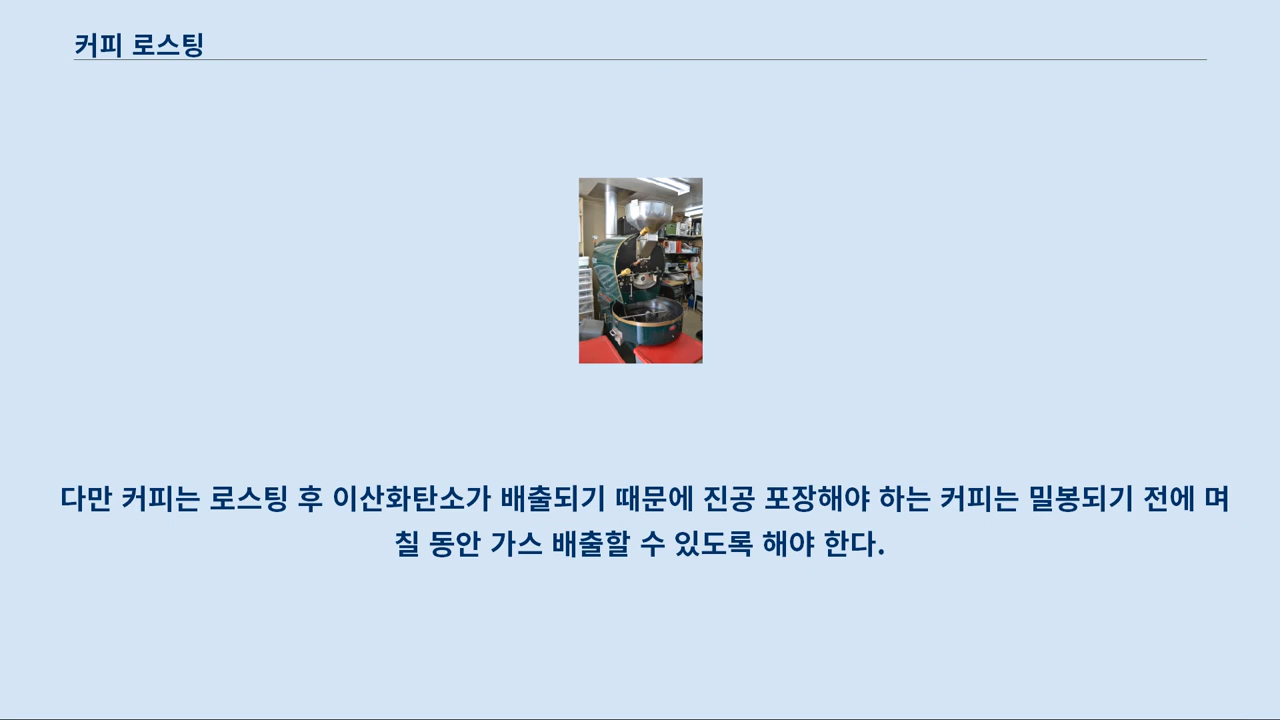 커피 로스팅
다만 커피는 로스팅 후 이산화탄소가 배출되기 때문에 진공 포장해야 하는 커피는 밀봉되기 전에 며
칠 동안 가스 배출할 수 있도록 해야 한다.